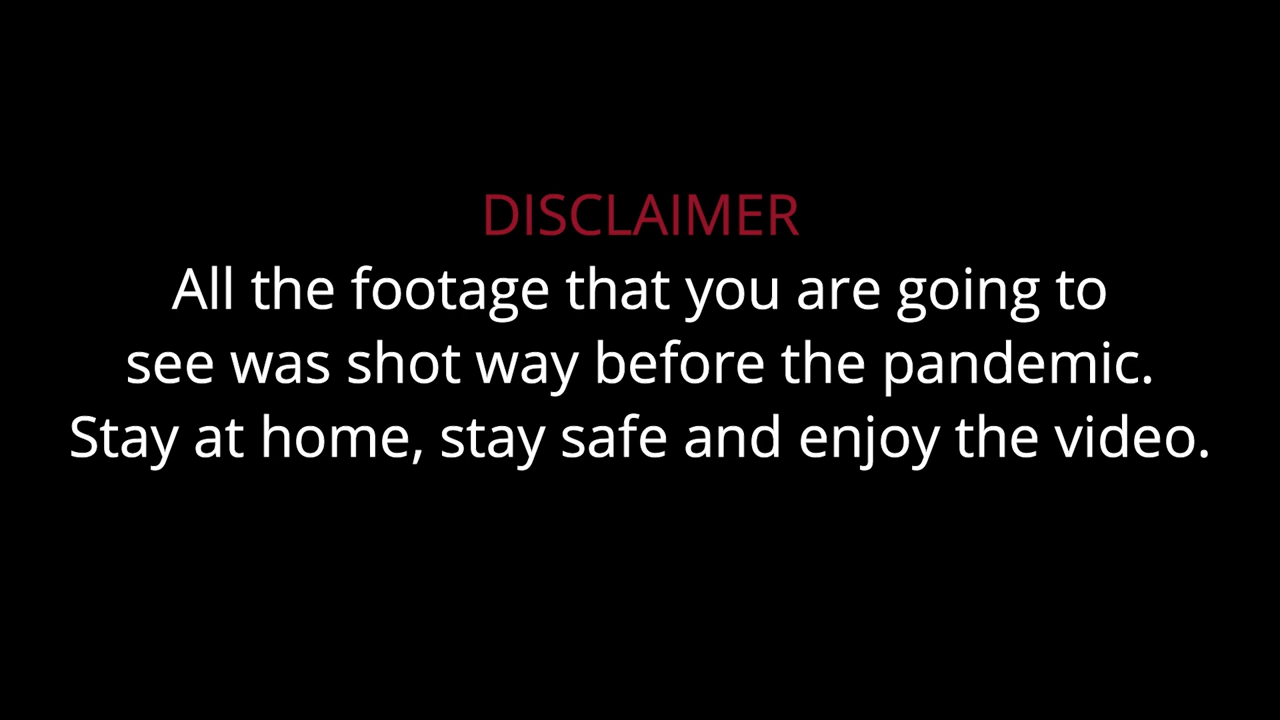 DISCLAIMER
All the footage that you are going to
see was shot way before the pandemic.
Stay at home, stay safe and enjoy the video.